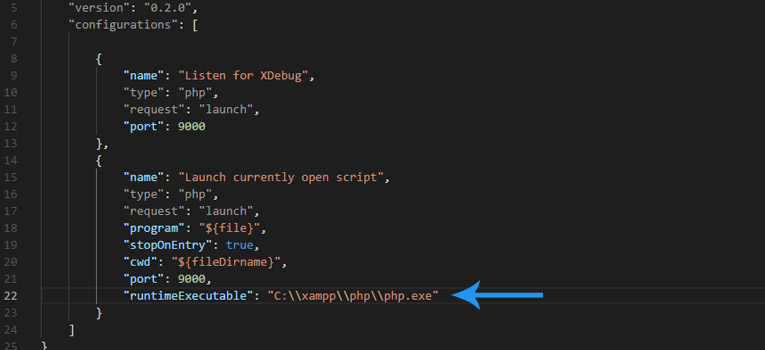 5 "version": "0.2.0",
6 "configurations": [
7
8 {
9 "name": "Listen for XDebug",
10 "type": "php",
11 "request": "launch",
12 "port": 9000
13 },
14 {
15 "name": "Launch currently open script",
16 "type": "php",
17 "request": "launch",
18 "program": "${file}",
19 "stopOnEntry": true,
20 "cwd": "${fileDirname}",
21 "port": 9000,
22 "runtimeExecutable": "C:\\xampp\\php\\php.exe"
23 }
24 ]
25 }